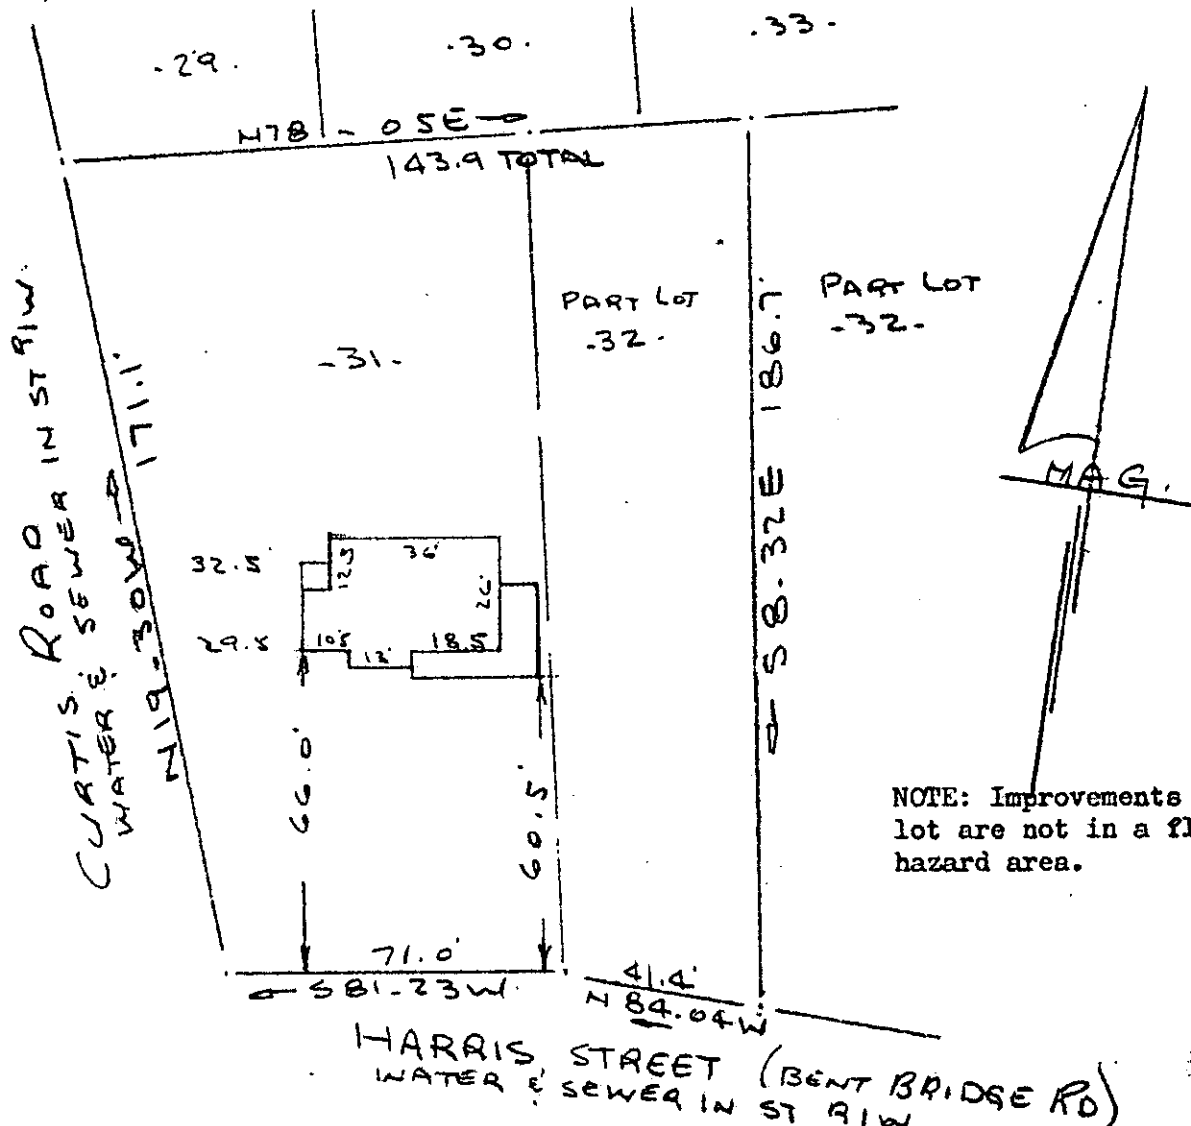 -29.
-30.
-33-
N78-05E
143.9 TOTAL
PART LOT
-32-
PART LOT
-32-
-31-
CURTIS ROAD IN ST R/W.
WATER & SEWER
N19-30W
171.1'
S8.32E
186.7'
MAG.
32.5'
12.5
36'
26'
29.5
10.5
13'
18.5
66.0'
60.5'
NOTE: Improvements
lot are not in a
hazard area.
71.0'
S81-23W.
41.4'
N84.04W
HARRIS STREET (BENT BRIDGE RD)
WATER & SEWER IN ST R/W